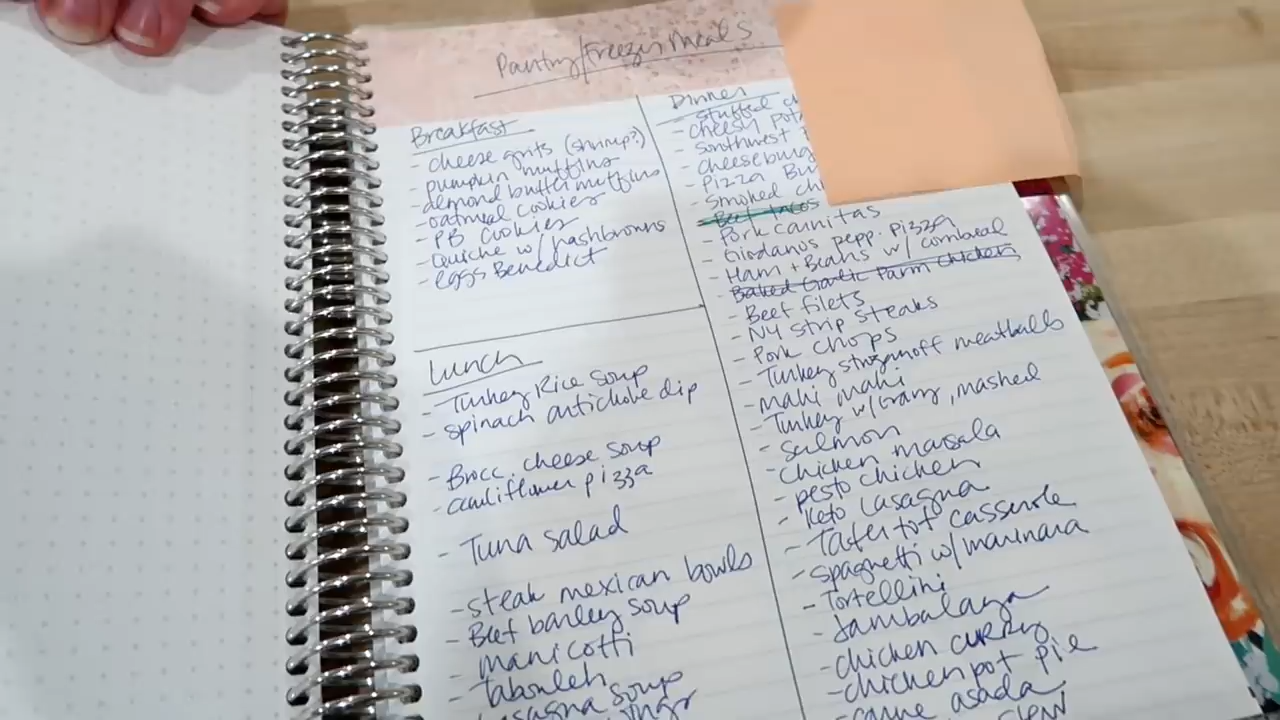 Pantry/Freezer Meals
Breakfast
- cheese grits (shrimp?)
- pumpkin muffins
- almond butter muffins
- oatmeal cookies
- PB cookies
- Quiche w/ hashbrowns
- eggs Benedict
Lunch
- Turkey Rice soup
- spinach artichoke dip
- Brocc. cheese soup
- cauliflower pizza
- Tuna salad
- steak mexican bowls
- Beef barley soup
- manicotti
- Tabouleh
- Lasagna soup
Dinner
- stuffed
- cheesy
- Southwest
- cheeseburg
- Pizza
- Smoked
- Beef tacos
- Pork carnitas
- Giodanos pepp. pizza
- Ham + Beans w/ cornbread
- Baked Garlic Parm Chicken
- Beef filets
- NY strip steaks
- Pork chops
- Turkey stroganoff meatballs
- mahi mahi
- Turkey w/gravy, mashed
- Salmon
- Chicken marsala
- pesto chicken
- Keto Lasagna
- Tater tot casserole
- spaghetti w/marinara
- Tortellini
- Jambalaya
- chicken curry
- chicken pot pie
- carne asada